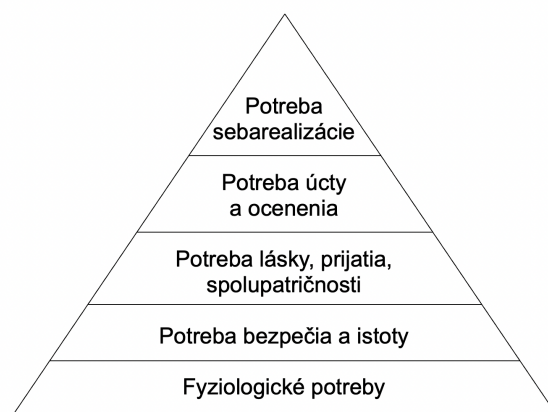 Potreba
sebarealizácie
Potreba úcty
a ocenenia
Potreba lásky, prijatia,
spolupatričnosti
Potreba bezpečia a istoty
Fyziologické potreby